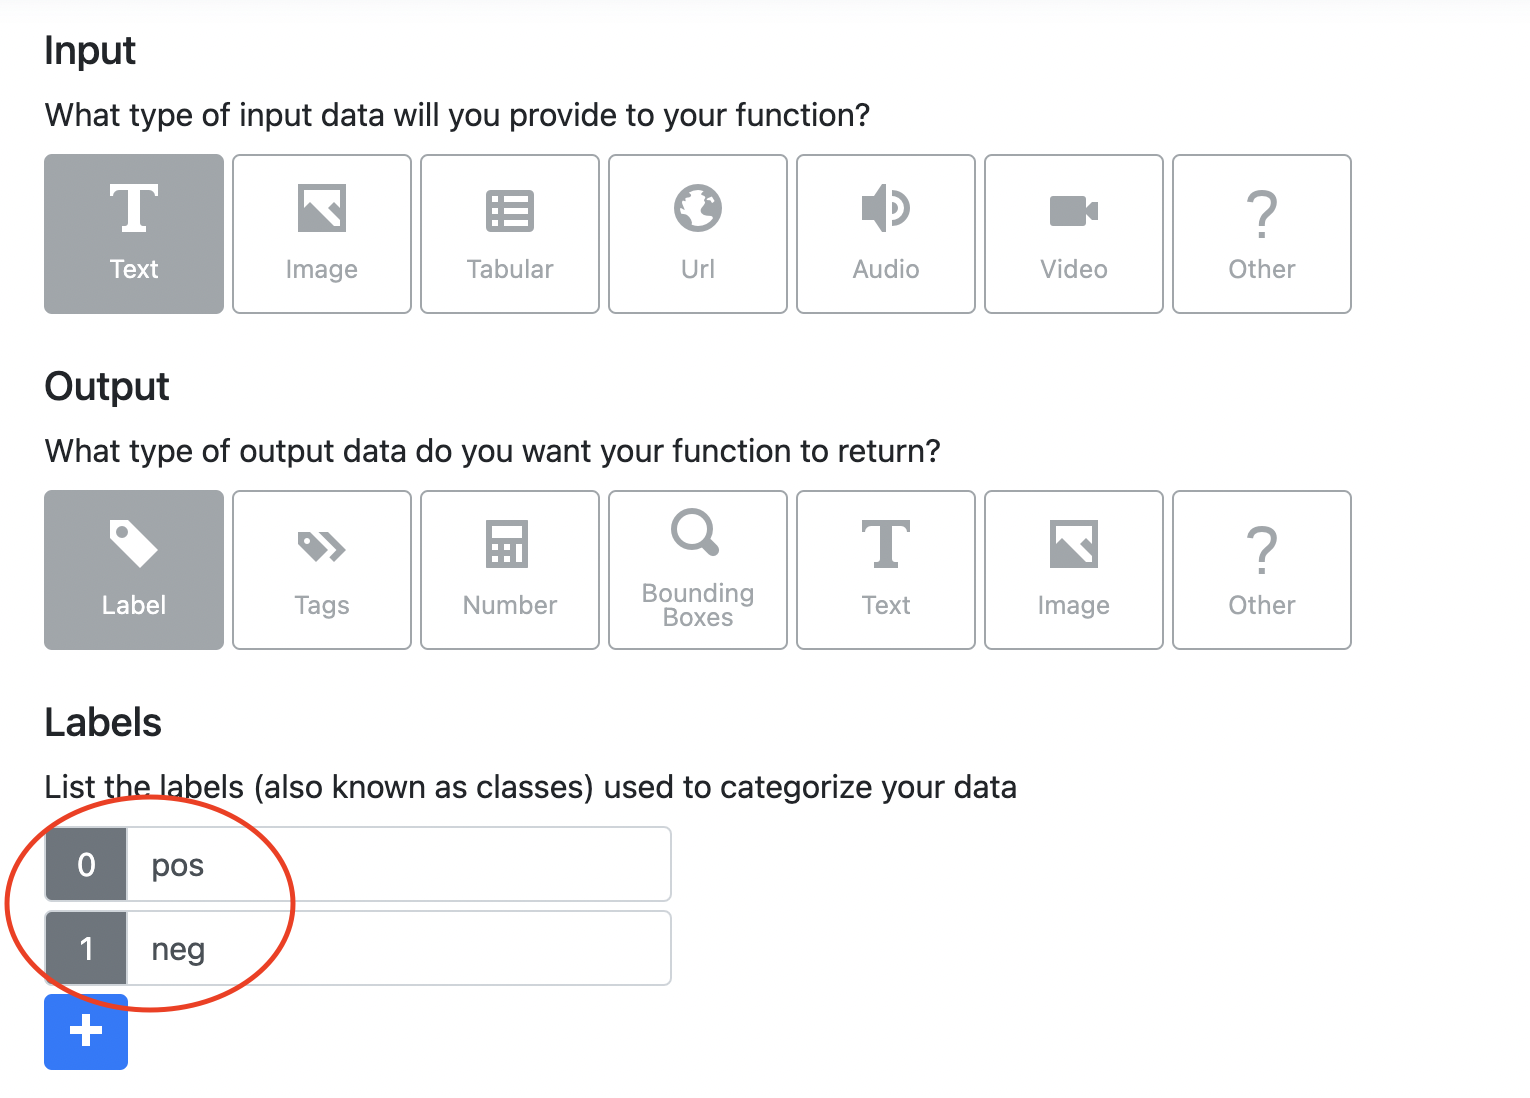 Input
What type of input data will you provide to your function?
Text Image Tabular Url Audio Video Other
Output
What type of output data do you want your function to return?
Label Tags Number Bounding Boxes Text Image Other
Labels
List the labels (also known as classes) used to categorize your data
0 pos
1 neg